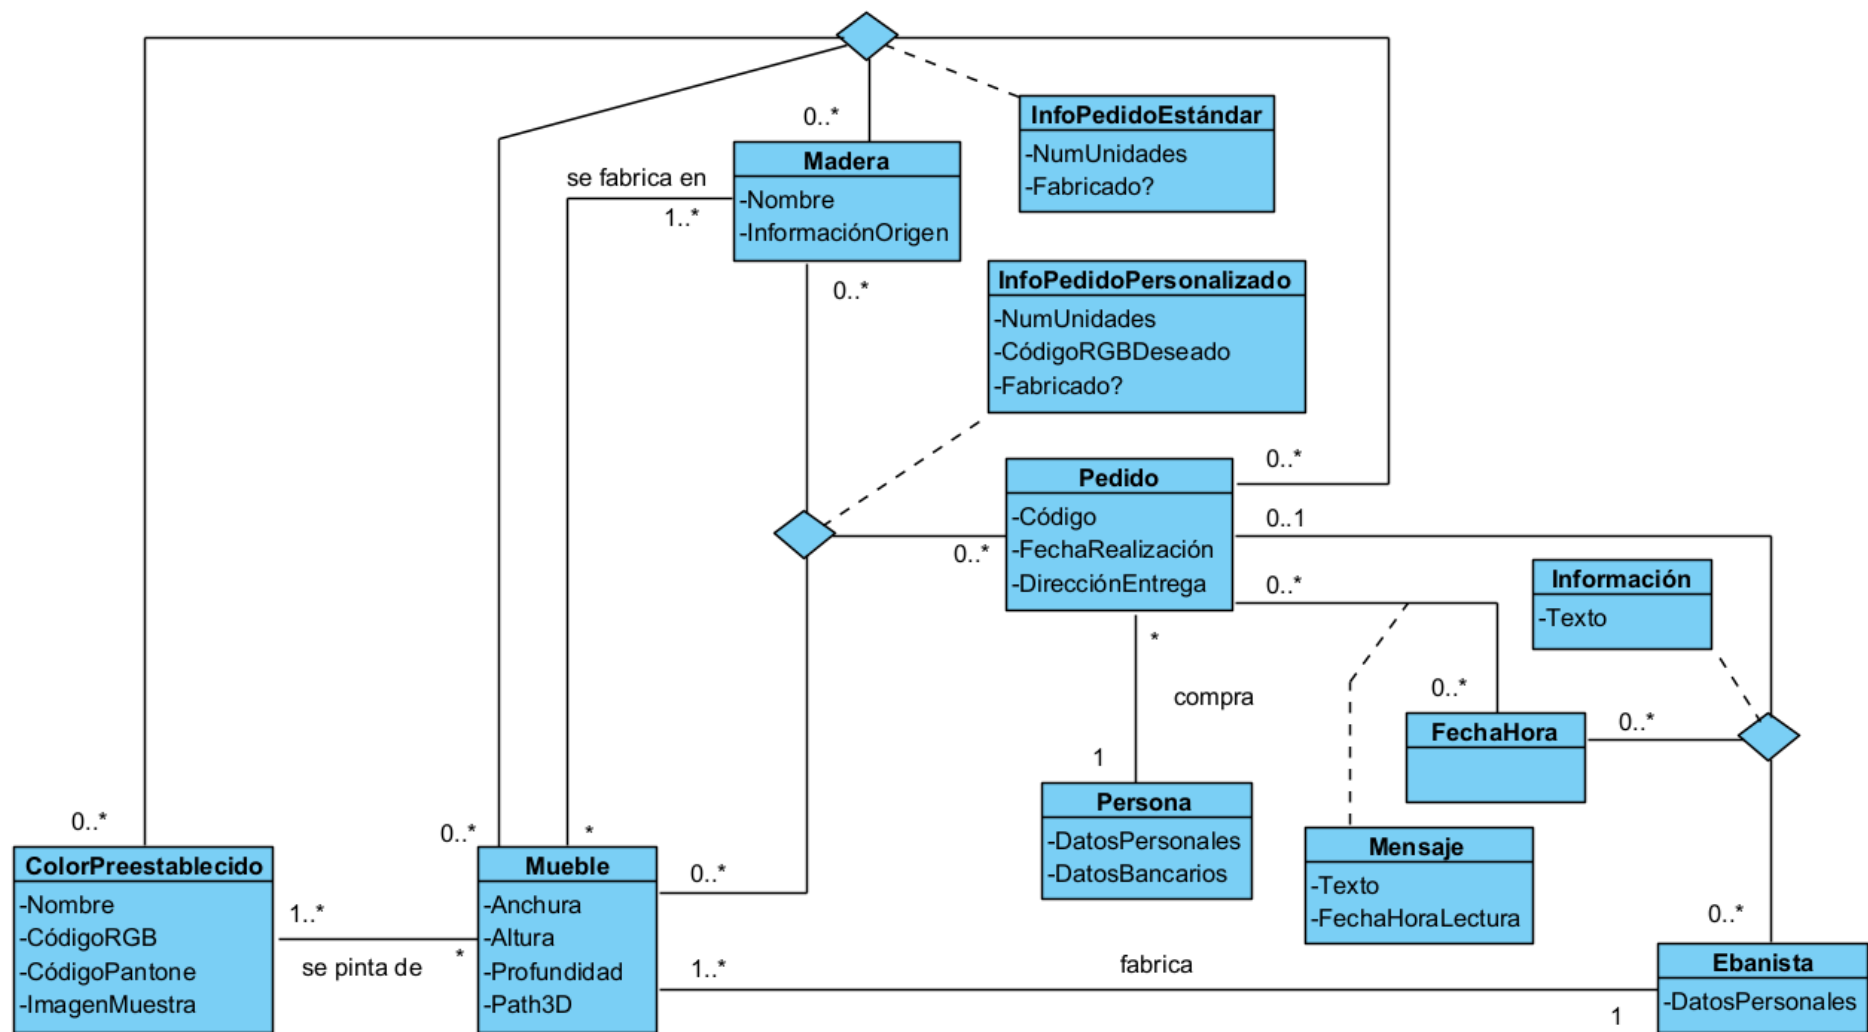 0..*
InfoPedidoEstándar
-NumUnidades
-Fabricado?
Madera
-Nombre
-InformaciónOrigen
se fabrica en
1..*
0..*
InfoPedidoPersonalizado
-NumUnidades
-CódigoRGBDeseado
-Fabricado?
0..*
Pedido
-Código
-FechaRealización
-DirecciónEntrega
0..1
0..*
0..*
Información
-Texto
*
compra
1
0..*
FechaHora
0..*
Persona
-DatosPersonales
-DatosBancarios
Mensaje
-Texto
-FechaHoraLectura
0..*
0..*
*
0..*
ColorPreestablecido
-Nombre
-CódigoRGB
-CódigoPantone
-ImagenMuestra
1..*
se pinta de
*
Mueble
-Anchura
-Altura
-Profundidad
-Path3D
0..*
1..*
fabrica
1
Ebanista
-DatosPersonales